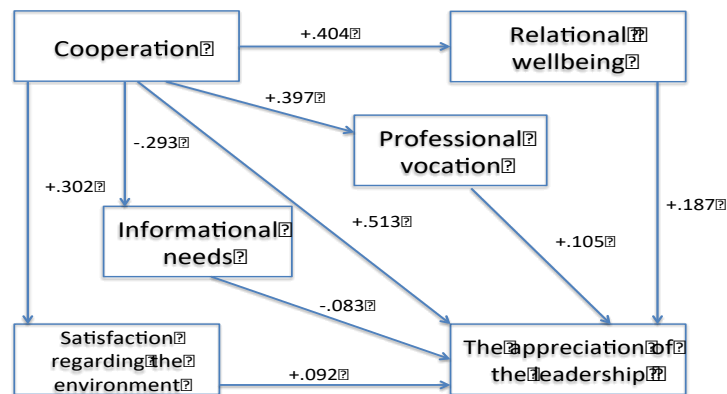 Cooperation
+.404
Relational
wellbeing
+.397
Professional
vocation
-.293
+.302
+.513
+.187
Informational
needs
+.105
-.083
Satisfaction
regarding the
environment
+.092
The appreciation of
the leadership